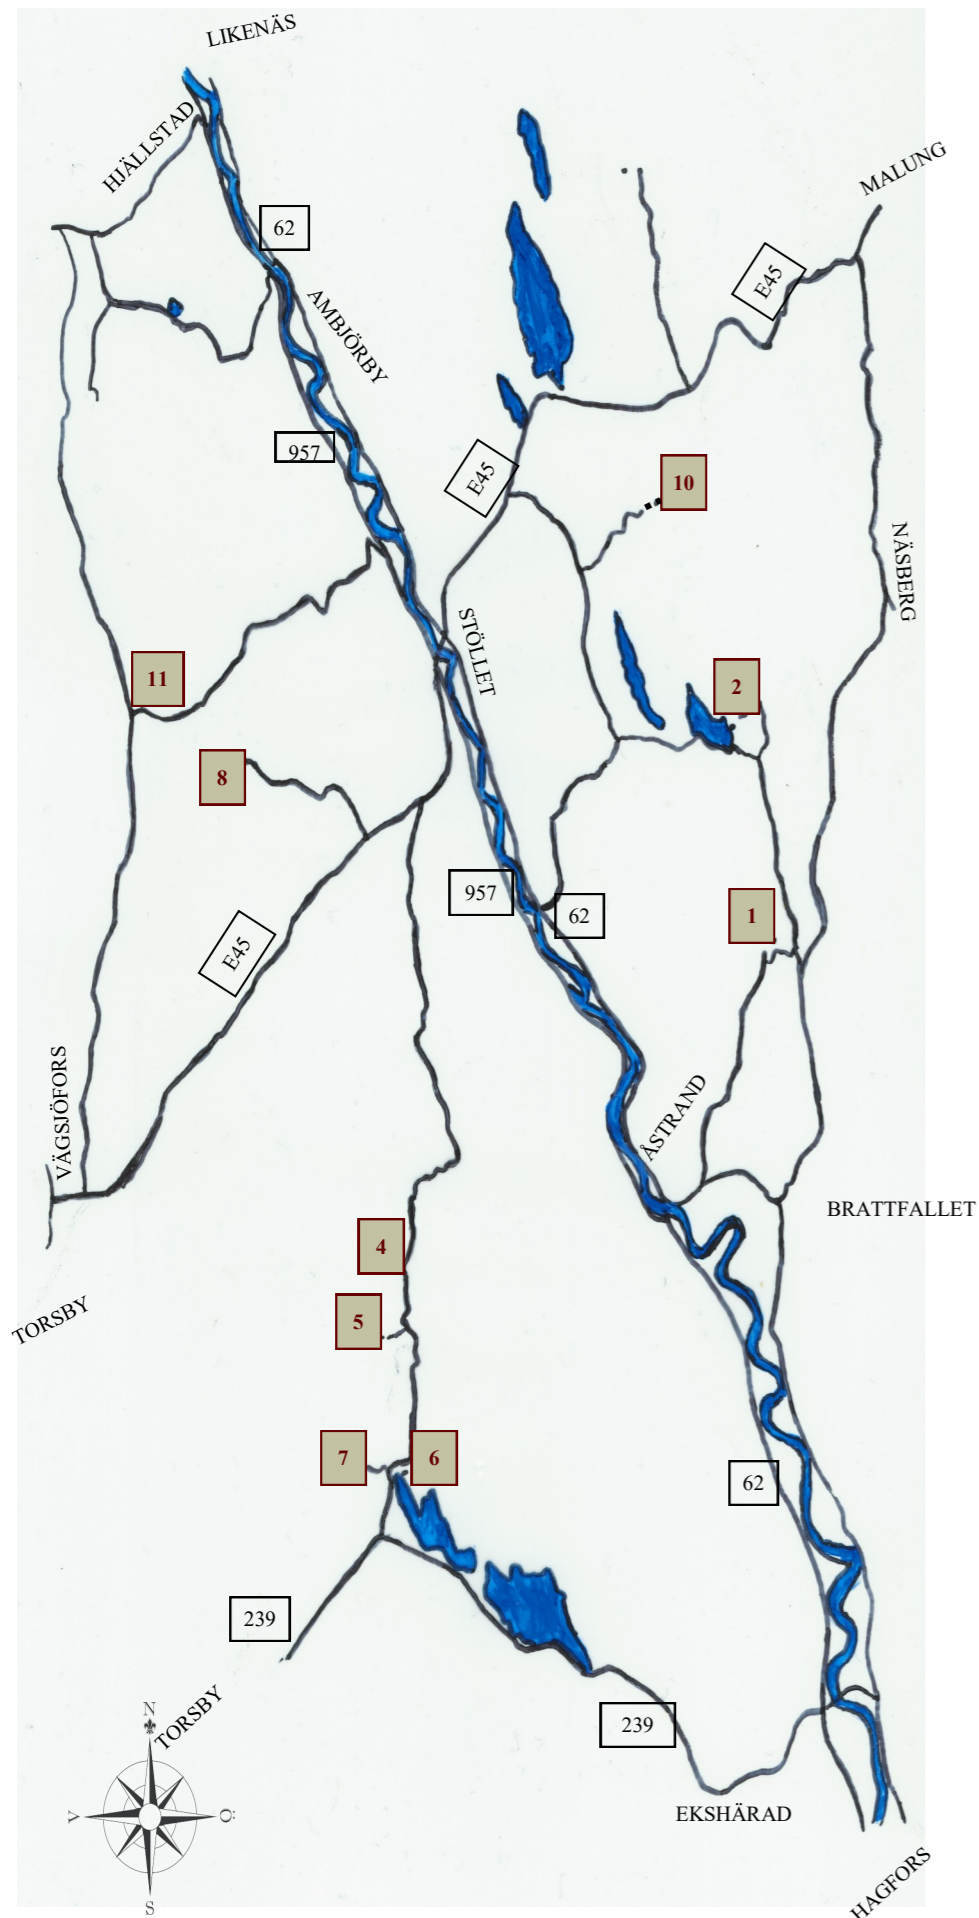 LIKENÄS
HJÄLLSTAD
MALUNG
62
E45
AMBJÖRBY
957
E45
10
NÄSBERG
STÖLLET
11
2
8
957
62
1
E45
VÄGSJÖFORS
ÅSTRAND
BRATTFALLET
4
TORSBY
5
7
6
62
239
TORSBY
239
N
V
Ö
S
EKSHÄRAD
HAGFORS